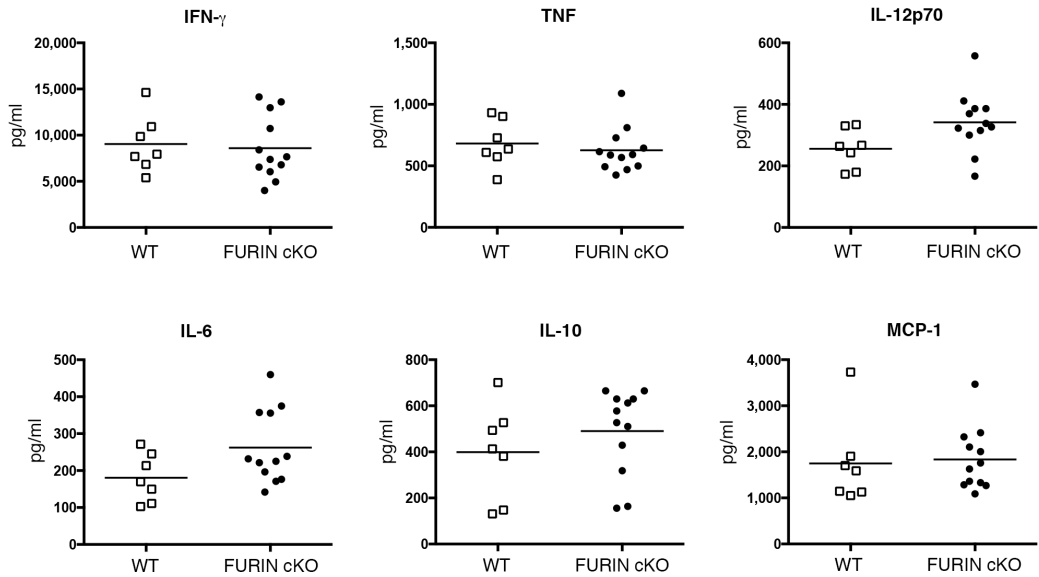 IFN-γ
TNF
IL-12p70
20,000
15,000
10,000
5,000
0
pg/ml
WT
FURIN cKO
1,500
1,000
500
0
pg/ml
WT
FURIN cKO
600
400
200
0
pg/ml
WT
FURIN cKO
IL-6
IL-10
MCP-1
500
400
300
200
100
0
pg/ml
WT
FURIN cKO
800
600
400
200
0
pg/ml
WT
FURIN cKO
4,000
3,000
2,000
1,000
0
pg/ml
WT
FURIN cKO